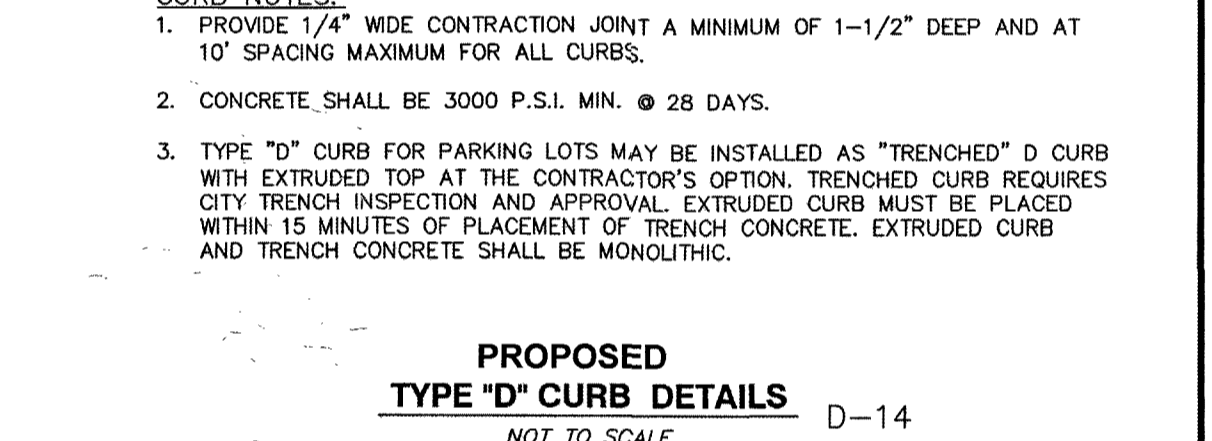 CURB NOTES:
1. PROVIDE 1/4" WIDE CONTRACTION JOINT A MINIMUM OF 1-1/2" DEEP AND AT
10' SPACING MAXIMUM FOR ALL CURBS.
2. CONCRETE SHALL BE 3000 P.S.I. MIN. @ 28 DAYS.
3. TYPE "D" CURB FOR PARKING LOTS MAY BE INSTALLED AS "TRENCHED" D CURB
WITH EXTRUDED TOP AT THE CONTRACTOR'S OPTION. TRENCHED CURB REQUIRES
CITY TRENCH INSPECTION AND APPROVAL. EXTRUDED CURB MUST BE PLACED
WITHIN 15 MINUTES OF PLACEMENT OF TRENCH CONCRETE. EXTRUDED CURB
AND TRENCH CONCRETE SHALL BE MONOLITHIC.
PROPOSED
TYPE "D" CURB DETAILS
D-14
NOT TO SCALE